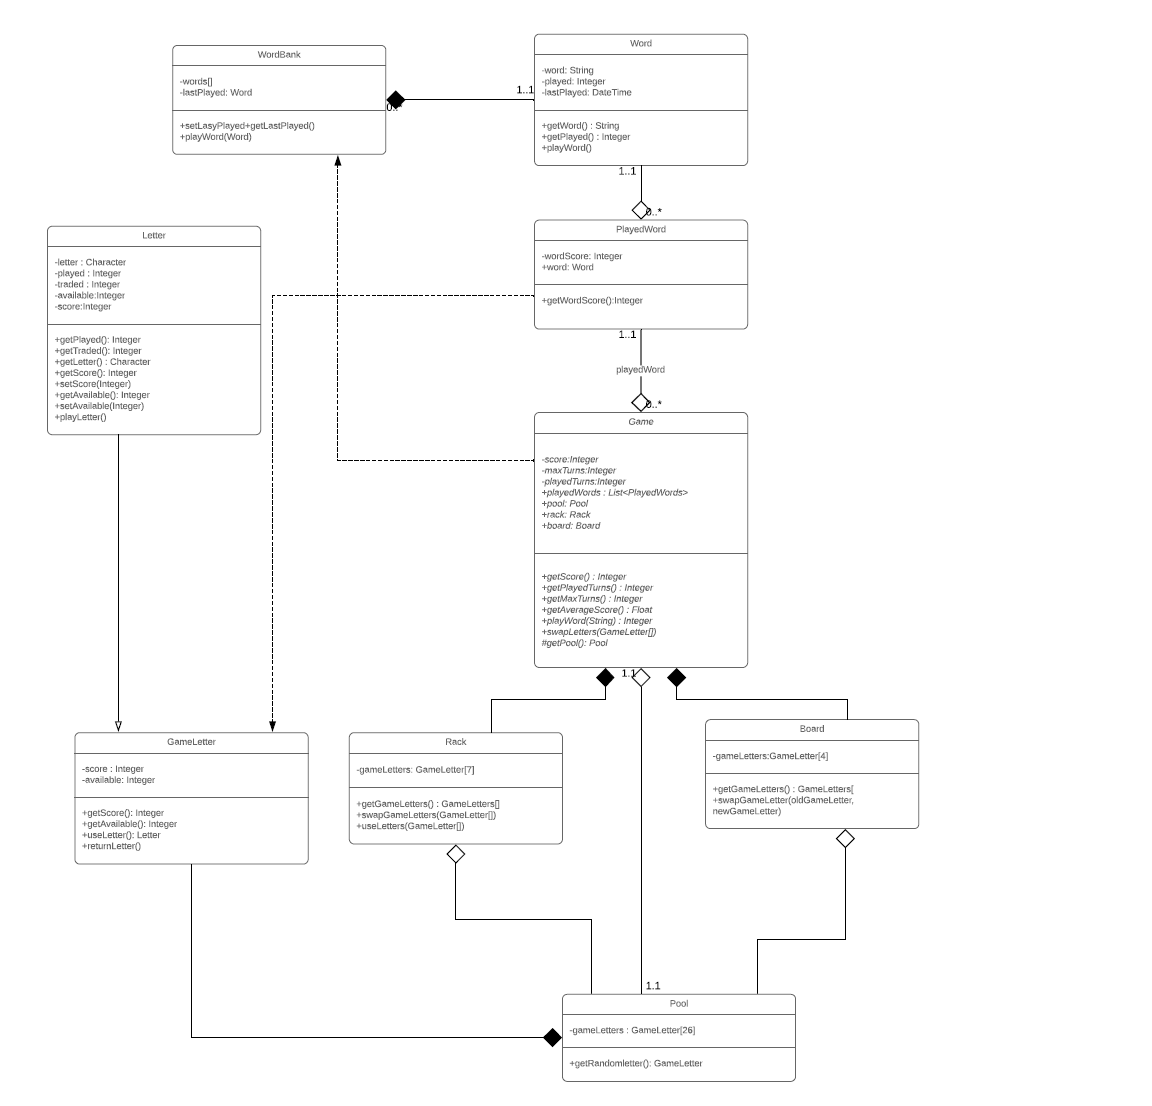 WordBank
-words[]
-lastPlayed: Word
+setLasyPlayed+getLastPlayed()
+playWord(Word)
0..*
1..1
Word
-word: String
-played: Integer
-lastPlayed: DateTime
+getWord() : String
+getPlayed() : Integer
+playWord()
1..1
0..*
PlayedWord
-wordScore: Integer
+word: Word
+getWordScore():Integer
1..1
playedWord
0..*
Letter
-letter : Character
-played : Integer
-traded : Integer
-available:Integer
-score:Integer
+getPlayed(): Integer
+getTraded(): Integer
+getLetter() : Character
+getScore(): Integer
+setScore(Integer)
+getAvailable(): Integer
+setAvailable(Integer)
+playLetter()
Game
-score:Integer
-maxTurns:Integer
-playedTurns:Integer
+playedWords : List<PlayedWords>
+pool: Pool
+rack: Rack
+board: Board
+getScore() : Integer
+getPlayedTurns() : Integer
+getMaxTurns() : Integer
+getAverageScore() : Float
+playWord(String) : Integer
+swapLetters(GameLetter[])
#getPool(): Pool
1..1
GameLetter
-score : Integer
-available: Integer
+getScore(): Integer
+getAvailable(): Integer
+useLetter(): Letter
+returnLetter()
Rack
-gameLetters: GameLetter[7]
+getGameLetters() : GameLetters[]
+swapGameLetters(GameLetter[])
+useLetters(GameLetter[])
Board
-gameLetters:GameLetter[4]
+getGameLetters() : GameLetters[
+swapGameLetter(oldGameLetter,
newGameLetter)
1..1
Pool
-gameLetters : GameLetter[26]
+getRandomletter(): GameLetter